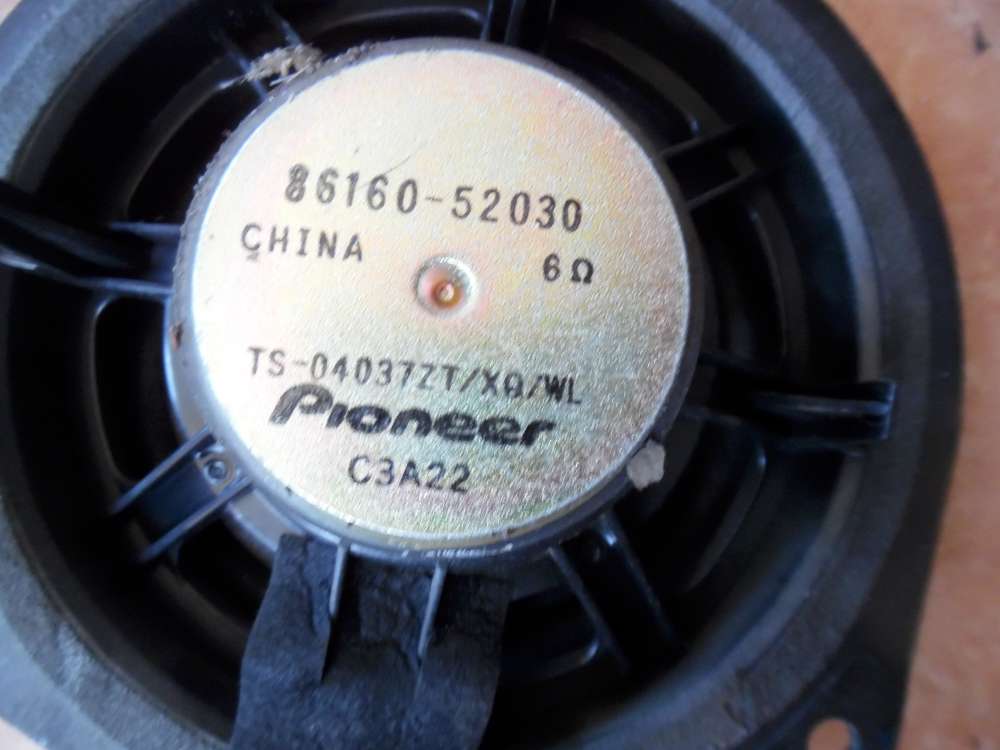 86160-52030
CHINA 6Ω
TS-04037ZT/XQ/WL
Pioneer
C3A22